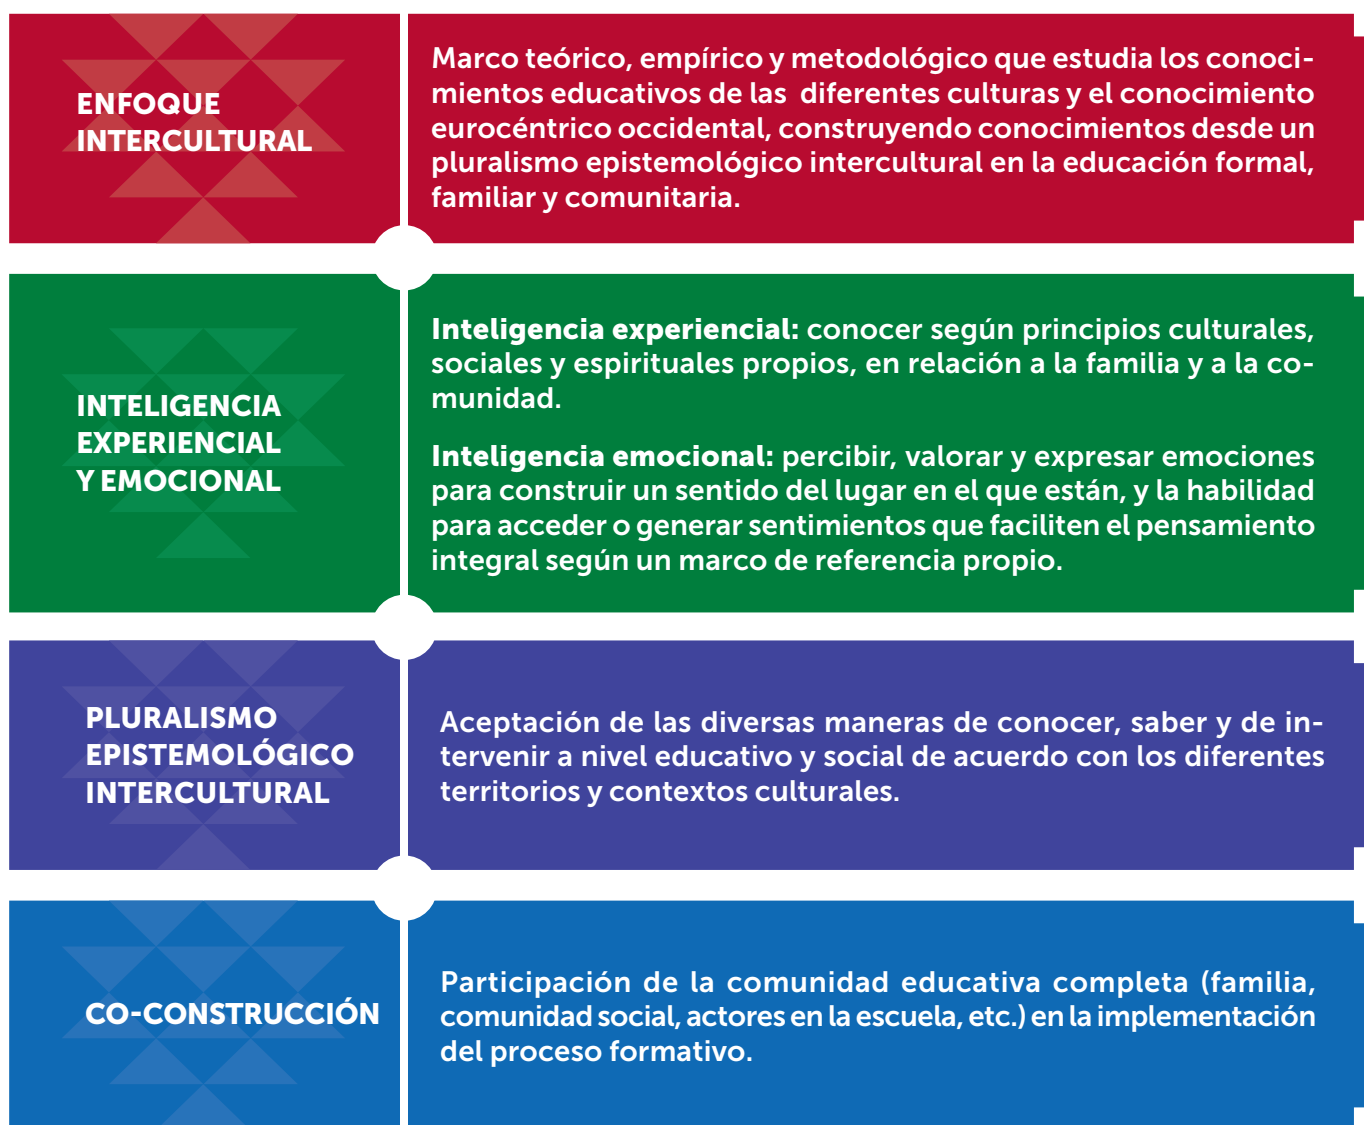 ENFOQUE
INTERCULTURAL
Marco teórico, empírico y metodológico que estudia los conoci-
mientos educativos de las diferentes culturas y el conocimiento
eurocéntrico occidental, construyendo conocimientos desde un
pluralismo epistemológico intercultural en la educación formal,
familiar y comunitaria.
INTELIGENCIA
EXPERIENCIAL
Y EMOCIONAL
Inteligencia experiencial: conocer según principios culturales,
sociales y espirituales propios, en relación a la familia y a la co-
munidad.
Inteligencia emocional: percibir, valorar y expresar emociones
para construir un sentido del lugar en el que están, y la habilidad
para acceder o generar sentimientos que faciliten el pensamiento
integral según un marco de referencia propio.
PLURALISMO
EPISTEMOLÓGICO
INTERCULTURAL
Aceptación de las diversas maneras de conocer, saber y de in-
tervenir a nivel educativo y social de acuerdo con los diferentes
territorios y contextos culturales.
CO-CONSTRUCCIÓN
Participación de la comunidad educativa completa (familia,
comunidad social, actores en la escuela, etc.) en la implementación
del proceso formativo.